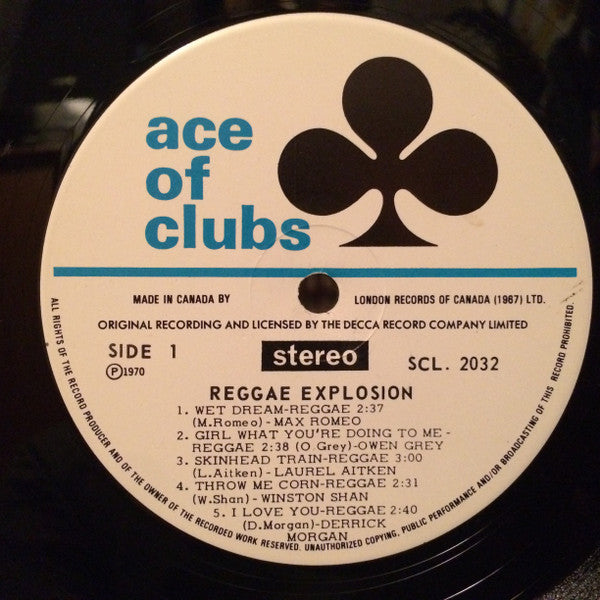 ace
of
clubs
MADE IN CANADA BY LONDON RECORDS OF CANADA (1967) LTD.
ORIGINAL RECORDING AND LICENSED BY THE DECCA RECORD COMPANY LIMITED
SIDE 1 stereo SCL. 2032
℗1970
REGGAE EXPLOSION
1. WET DREAM-REGGAE 2:37
(M.Romeo)-MAX ROMEO
2. GIRL WHAT YOU'RE DOING TO ME -
REGGAE 2:38 (O.Grey)-OWEN GREY
3. SKINHEAD TRAIN-REGGAE 3:00
(L.Aitken)-LAUREL AITKEN
4. THROW ME CORN-REGGAE 2:31
(W.Shan)-WINSTON SHAN
5. I LOVE YOU-REGGAE 2:40
(D.Morgan)-DERRICK
MORGAN
ALL RIGHTS OF THE RECORD PRODUCER AND OF THE OWNER OF THE RECORDED WORK RESERVED. UNAUTHORIZED COPYING, PUBLIC PERFORMANCE AND/OR BROADCASTING OF THIS RECORD PROHIBITED.